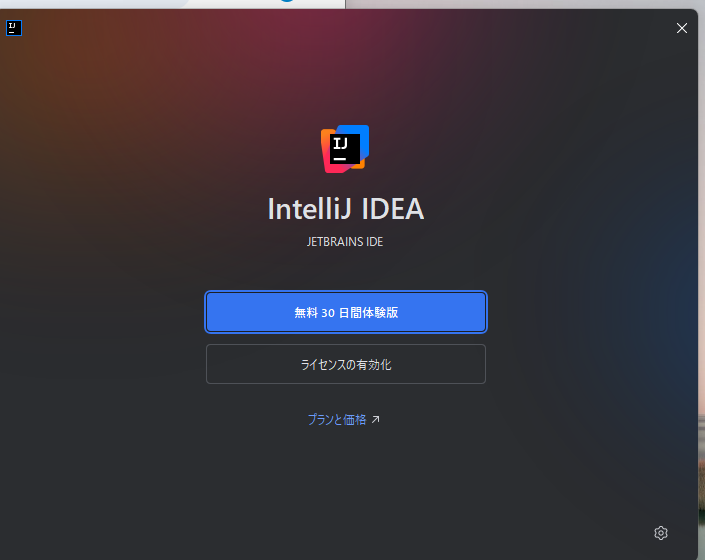 IJ
IJ
IntelliJ IDEA
JETBRAINS IDE
無料 30 日間体験版
ライセンスの有効化
プランと価格